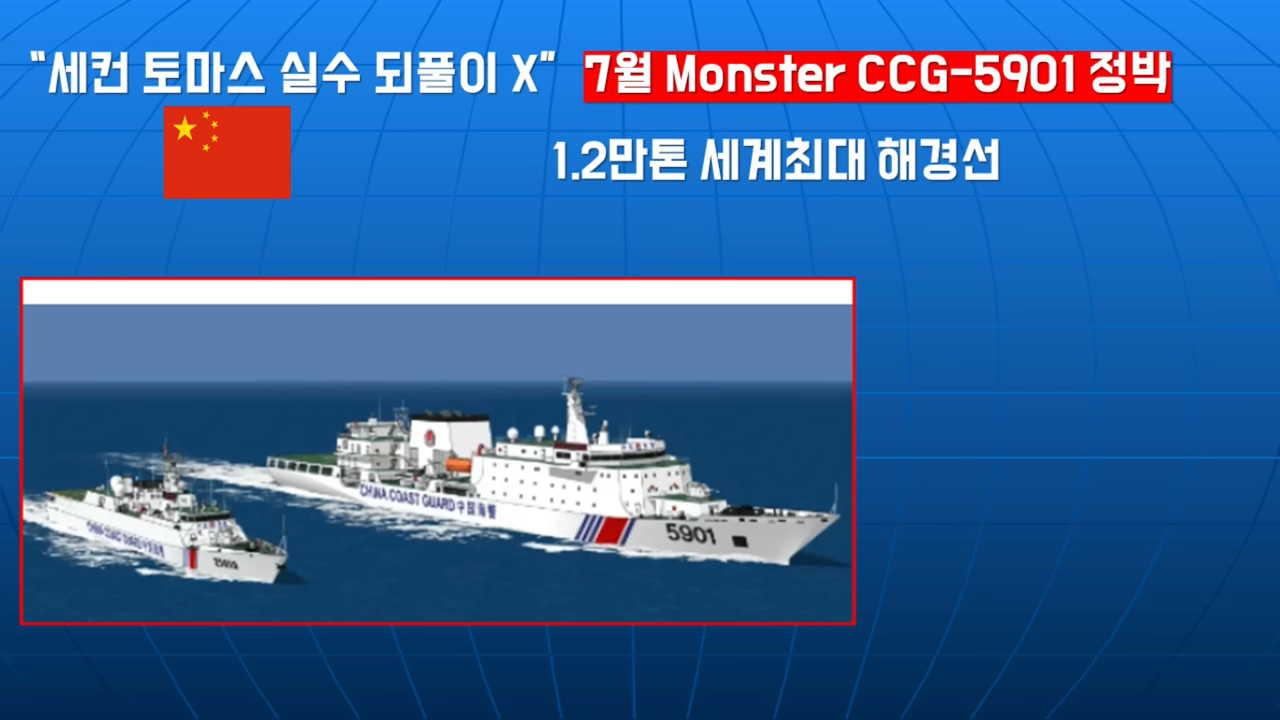 "세컨 토마스 실수 되풀이 X" 7월 Monster CCG-5901 정박
1.2만톤 세계최대 해경선
CHINA COAST GUARD 中国海警
5901